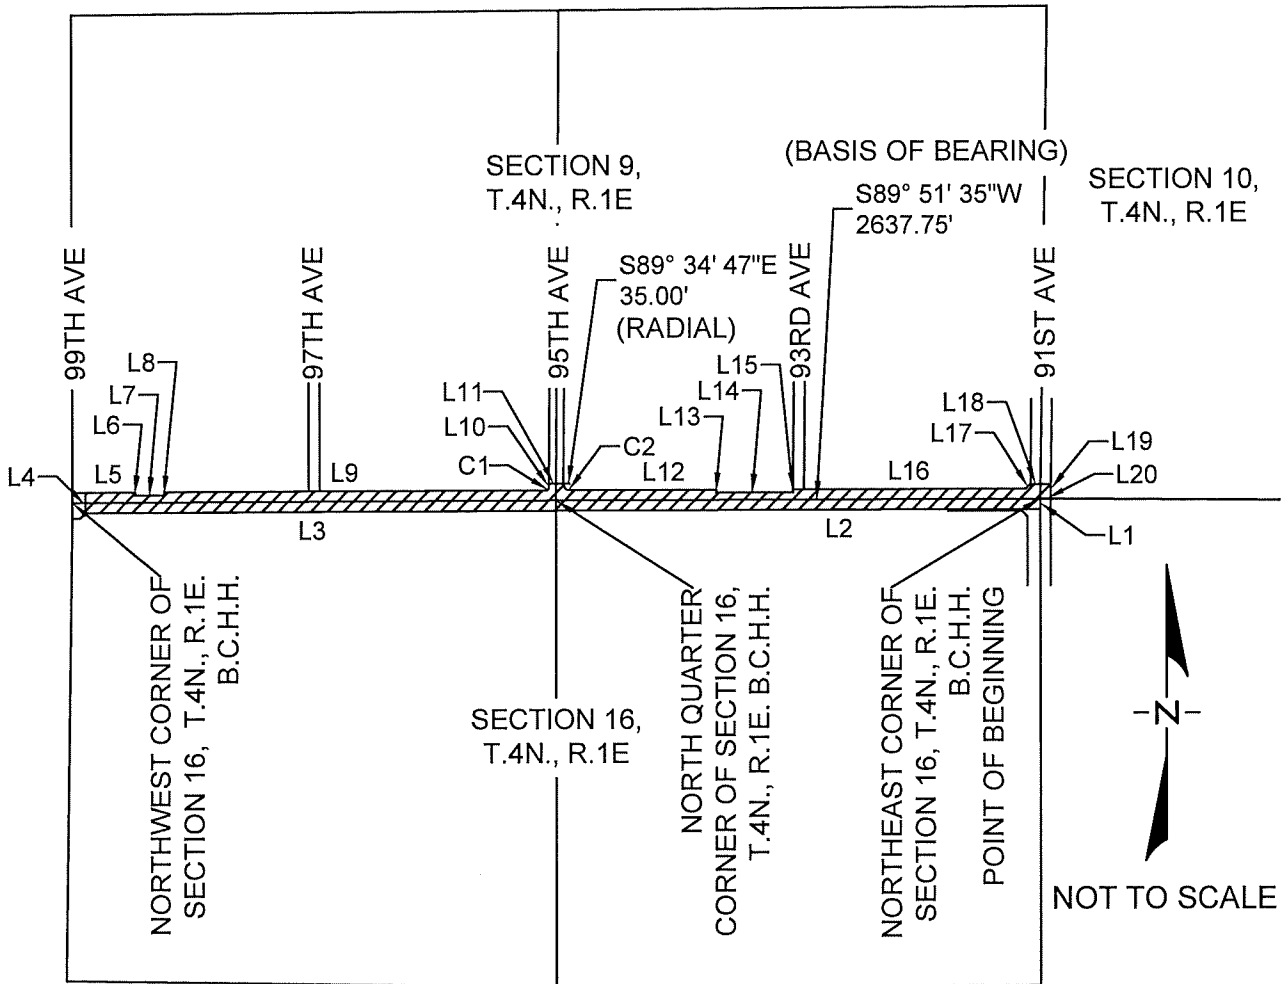 (BASIS OF BEARING)
SECTION 9,
T.4N., R.1E
SECTION 10,
T.4N., R.1E
S89° 51' 35"W
2637.75'
S89° 34' 47"E
35.00'
(RADIAL)
99TH AVE
97TH AVE
95TH AVE
93RD AVE
91ST AVE
L8
L7
L6
L4
L5
L9
L11
L10
C1
C2
L12
L15
L14
L13
L16
L18
L17
L19
L20
L3
L2
L1
NORTHWEST CORNER OF
SECTION 16, T.4N., R.1E.
B.C.H.H.
SECTION 16,
T.4N., R.1E
NORTH QUARTER
CORNER OF SECTION 16,
T.4N., R.1E. B.C.H.H.
NORTHEAST CORNER OF
SECTION 16, T.4N., R.1E.
B.C.H.H.
POINT OF BEGINNING
N
NOT TO SCALE